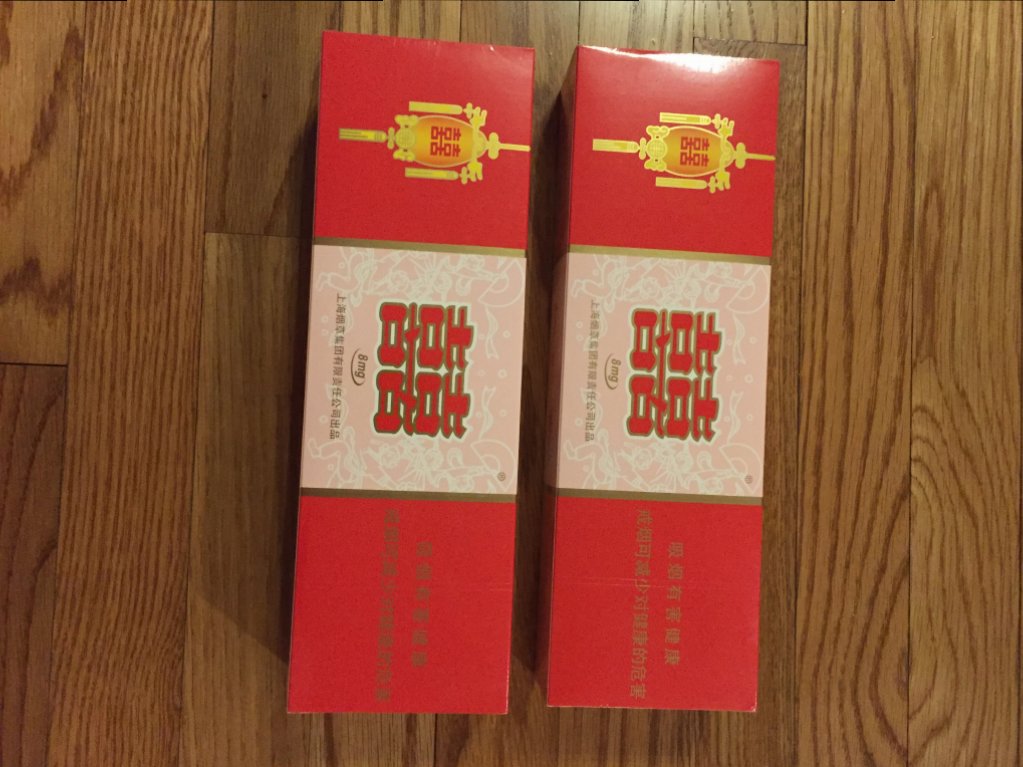 囍
囍
8mg
上海烟草集团有限责任公司出品
®
吸烟有害健康
戒烟可减少对健康的危害
囍
囍
8mg
上海烟草集团有限责任公司出品
®
吸烟有害健康
戒烟可减少对健康的危害